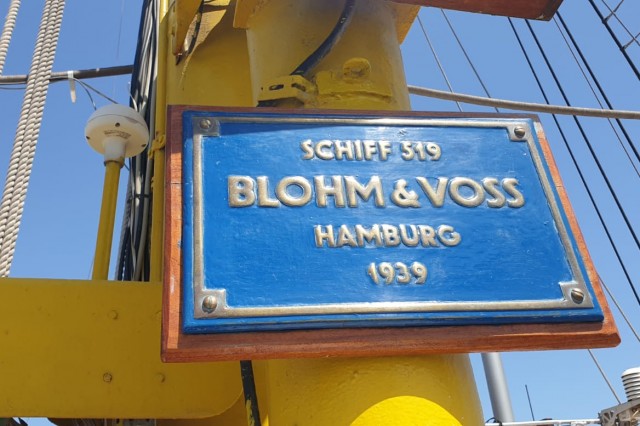 SCHIFF 519
BLOHM & VOSS
HAMBURG
1939